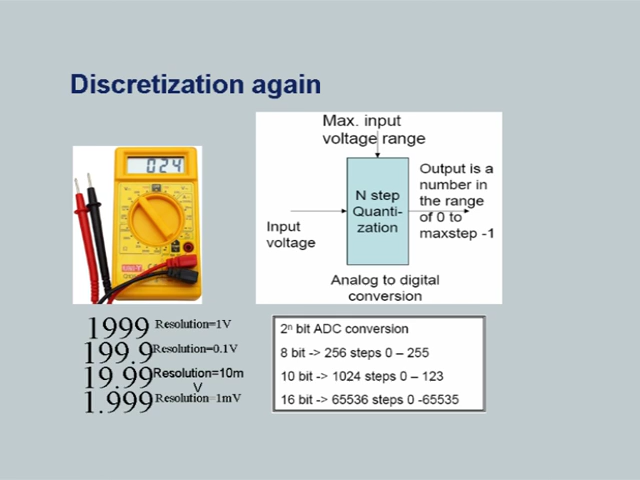 Discretization again
024
Max. input
voltage range
N step
Quanti-
zation
Input
voltage
Output is a
number in
the range
of 0 to
maxstep -1
Analog to digital
conversion
1999 Resolution=1V
199.9 Resolution=0.1V
19.99 Resolution=10m
V
1.999 Resolution=1mV
2ⁿ bit ADC conversion
8 bit -> 256 steps 0 – 255
10 bit -> 1024 steps 0 – 123
16 bit -> 65536 steps 0 -65535